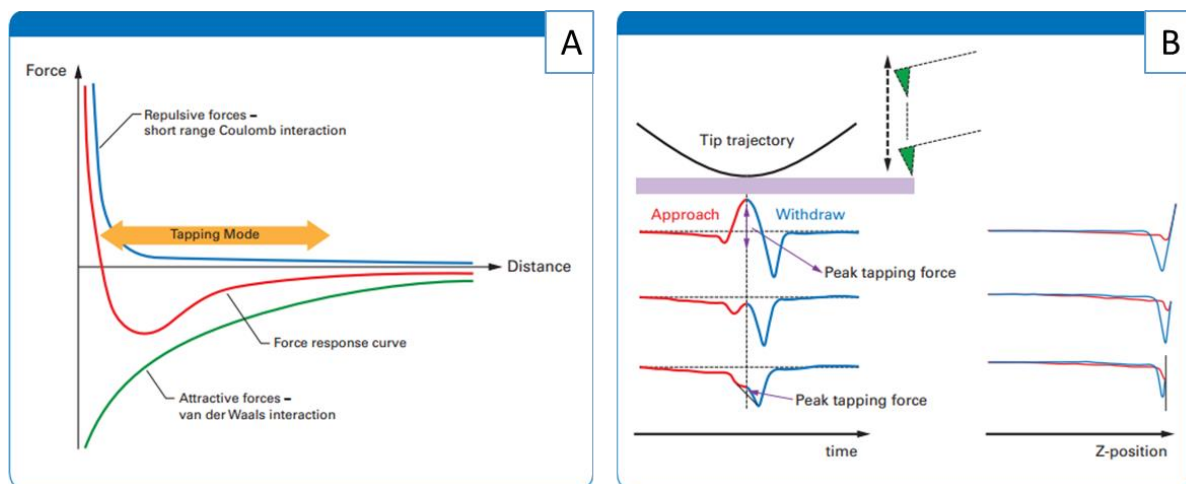 A
Force
Repulsive forces –
short range Coulomb interaction
Tapping Mode
Distance
Force response curve
Attractive forces –
van der Waals interaction
B
Tip trajectory
Approach
Withdraw
Peak tapping force
Peak tapping force
time
Z-position